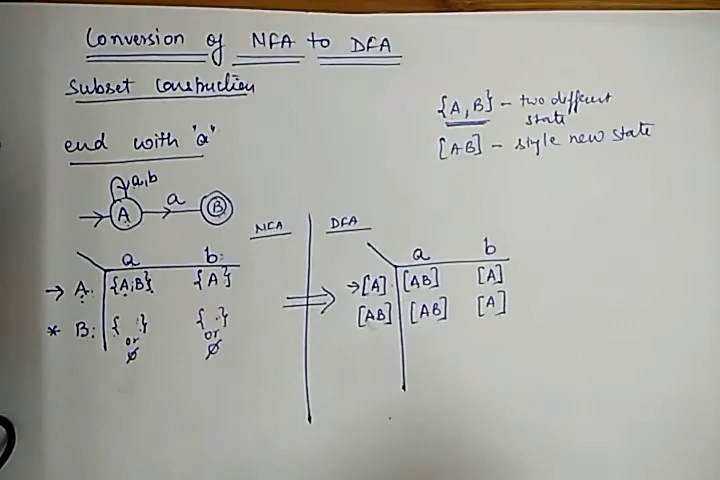 Conversion of NFA to DFA
Subset Construction
{A, B} - two different
state
[AB] - single new state
end with "a"
a,b
A a B
NFA DFA
a b:
→ A: {A,B} {A}
* B: { . } { . }
or or
ø ø
⇒
a b
→[A] [AB] [A]
[AB] [AB] [A]